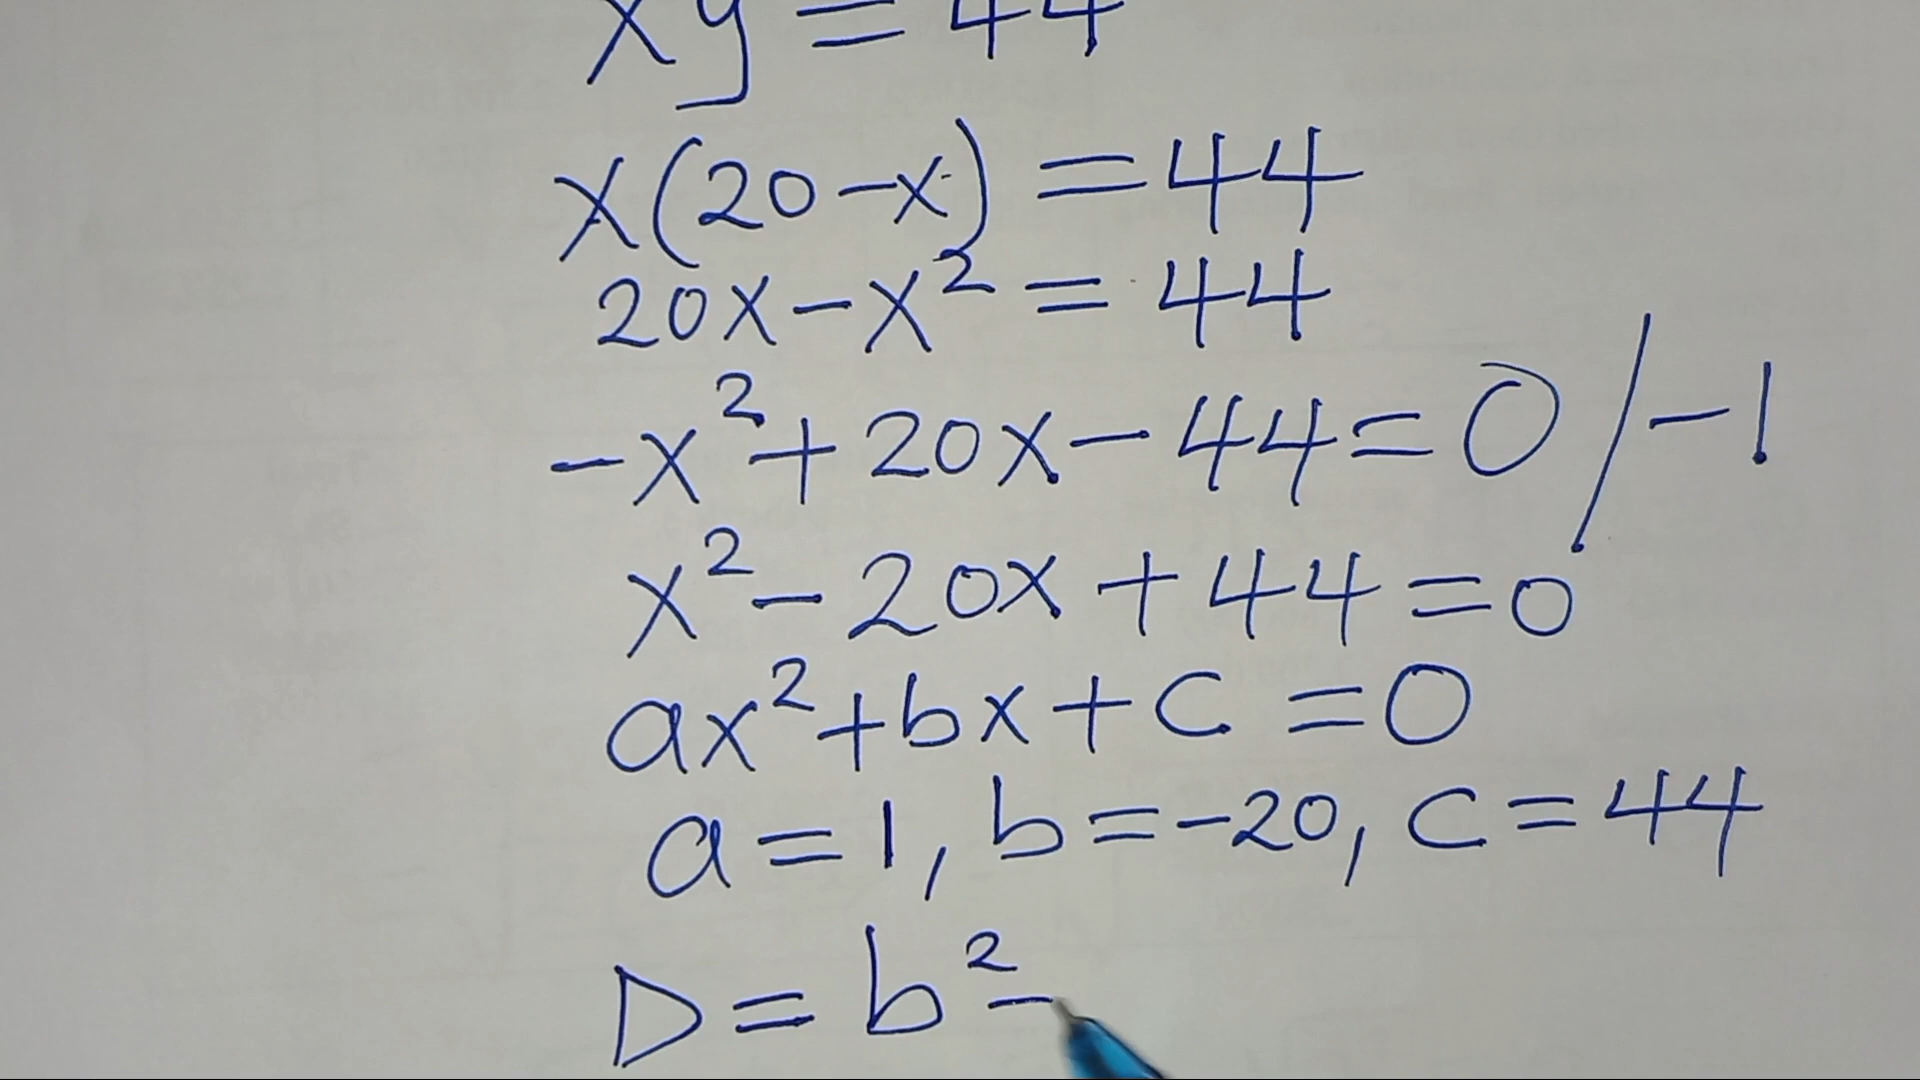 xy = 44
x(20 - x) = 44
20x - x² = 44
-x² + 20x - 44 = 0 / -1
x² - 20x + 44 = 0
ax² + bx + c = 0
a = 1, b = -20, c = 44
D = b² -